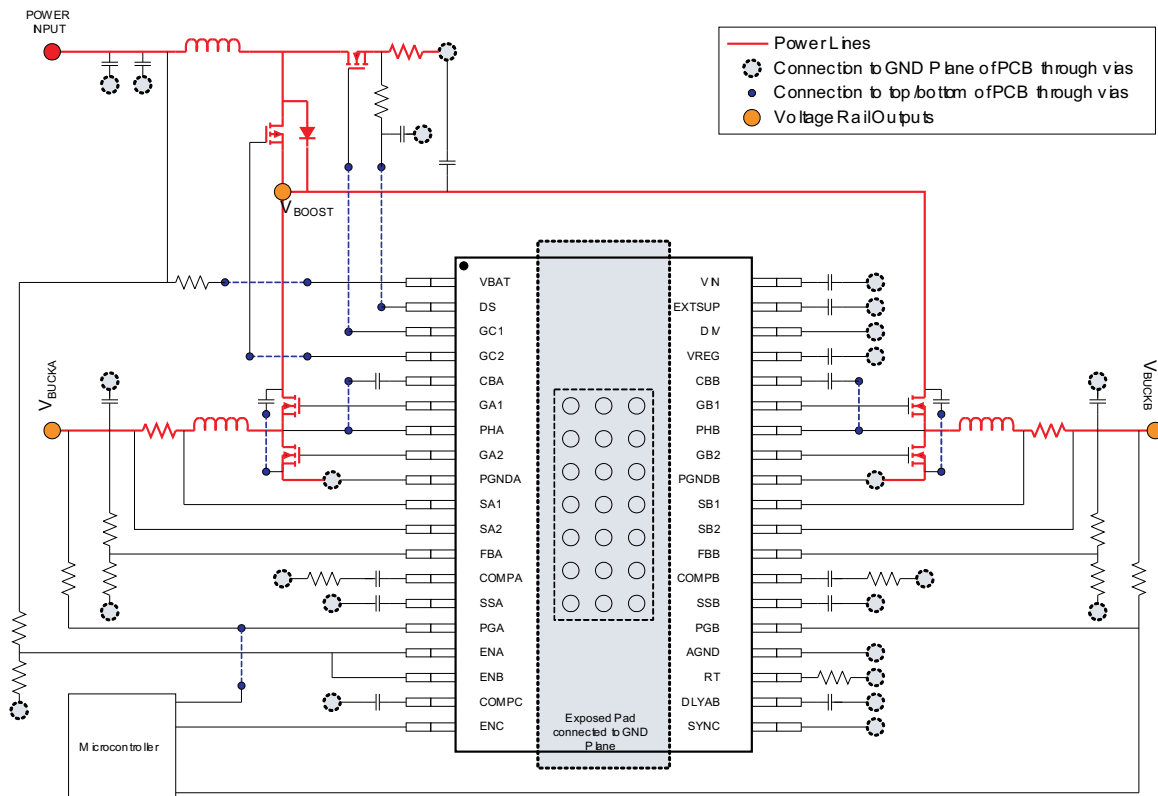 POWER
INPUT
Power Lines
Connection to GND Plane of PCB through vias
Connection to top/bottom of PCB through vias
Voltage Rail Outputs
VBOOST
VBUCKA
VBUCKB
VBAT
DS
GC1
GC2
CBA
GA1
PHA
GA2
PGNDA
SA1
SA2
FBA
COMPA
SSA
PGA
ENA
ENB
COMPC
ENC
VIN
EXTSUP
DIV
VREG
CBB
GB1
PHB
GB2
PGNDB
SB1
SB2
FBB
COMPB
SSB
PGB
AGND
RT
DLYAB
SYNC
Exposed Pad
connected to GND
Plane
Microcontroller